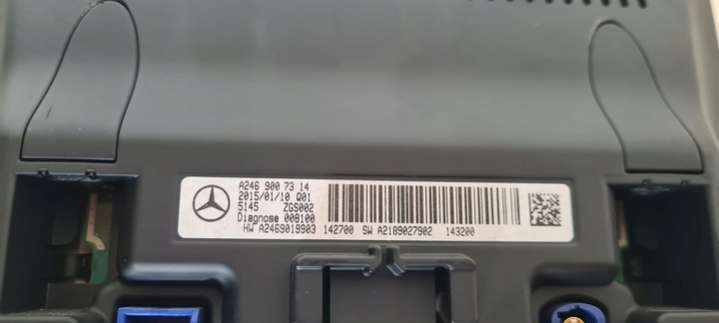 A246 900 73 14
2015/01/10 Q01
5145 ZGS002
Diagnose 008100
HW A2469019903 142700 SW A2189027902 143200